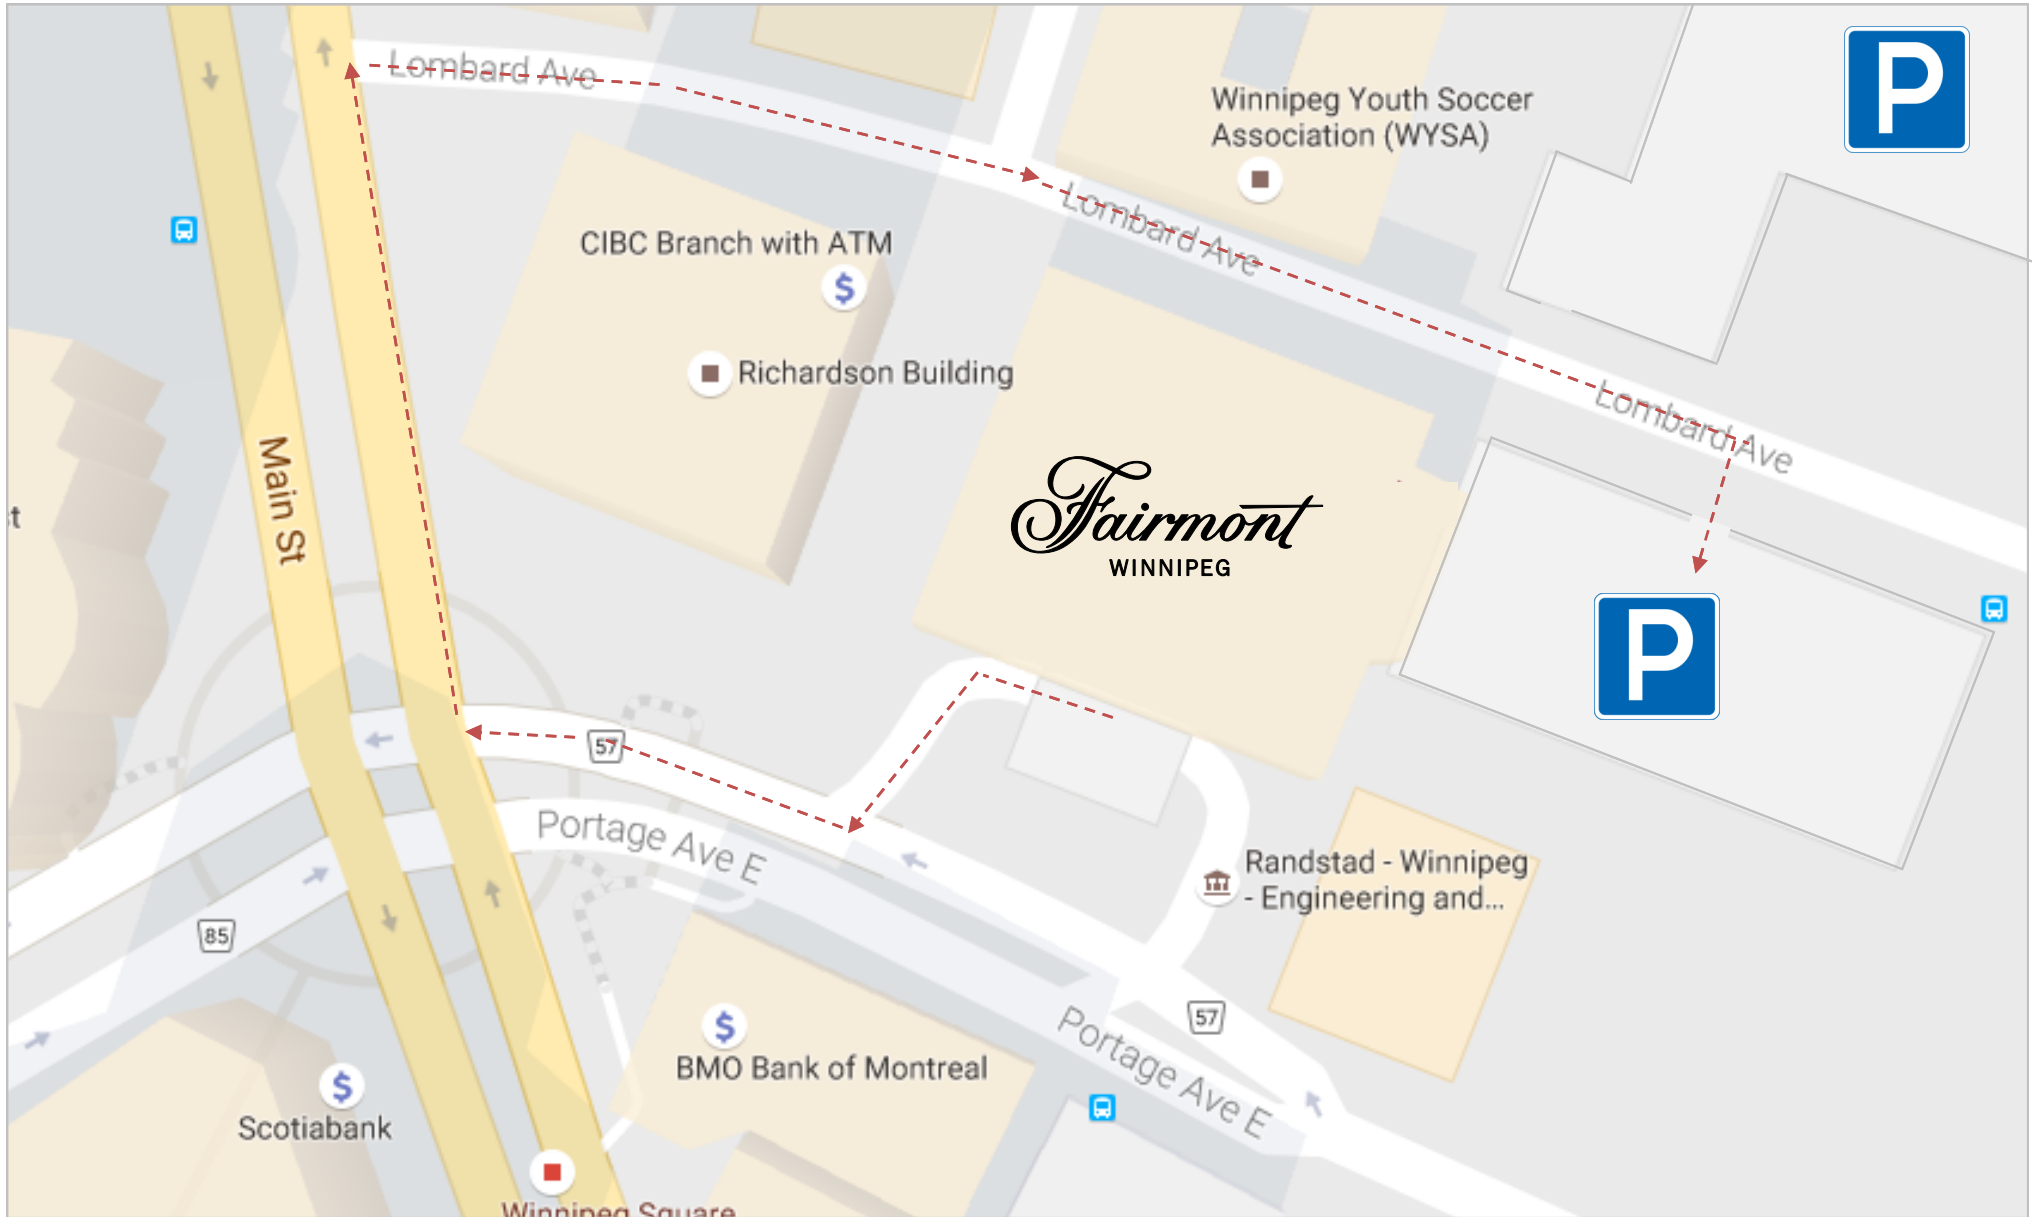 Lombard Ave
P
Winnipeg Youth Soccer
Association (WYSA)
Lombard Ave
CIBC Branch with ATM
$
Richardson Building
Lombard Ave
Main St
st
Fairmont
WINNIPEG
P
57
Portage Ave E
Randstad - Winnipeg
- Engineering and...
85
57
Portage Ave E
$
BMO Bank of Montreal
$
Scotiabank
Winnipeg Square